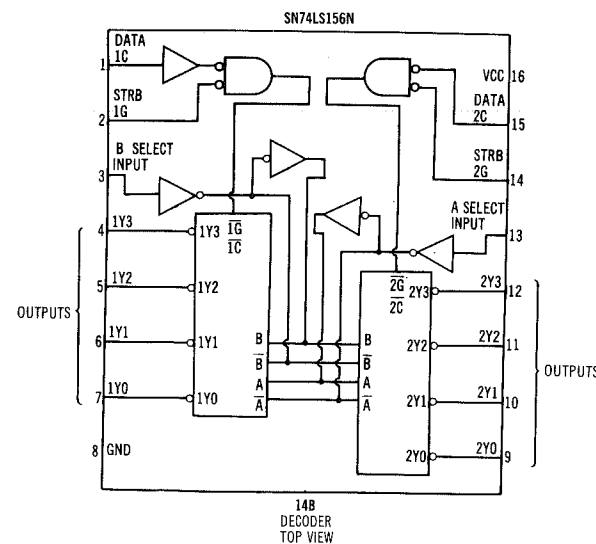 SN74LS156N
DATA
1C
1
STRB
1G
2
B SELECT
INPUT
3
4 1Y3
5 1Y2
6 1Y1
7 1Y0
OUTPUTS
8 GND
1Y3
1G
1C
1Y2
1Y1
1Y0
B
B
A
A
VCC 16
DATA
2C
15
STRB
2G
14
A SELECT
INPUT
13
2G
2C
2Y3
2Y2
2Y1
2Y0
B
B
A
A
2Y3 12
2Y2 11
2Y1 10
2Y0 9
OUTPUTS
14B
DECODER
TOP VIEW